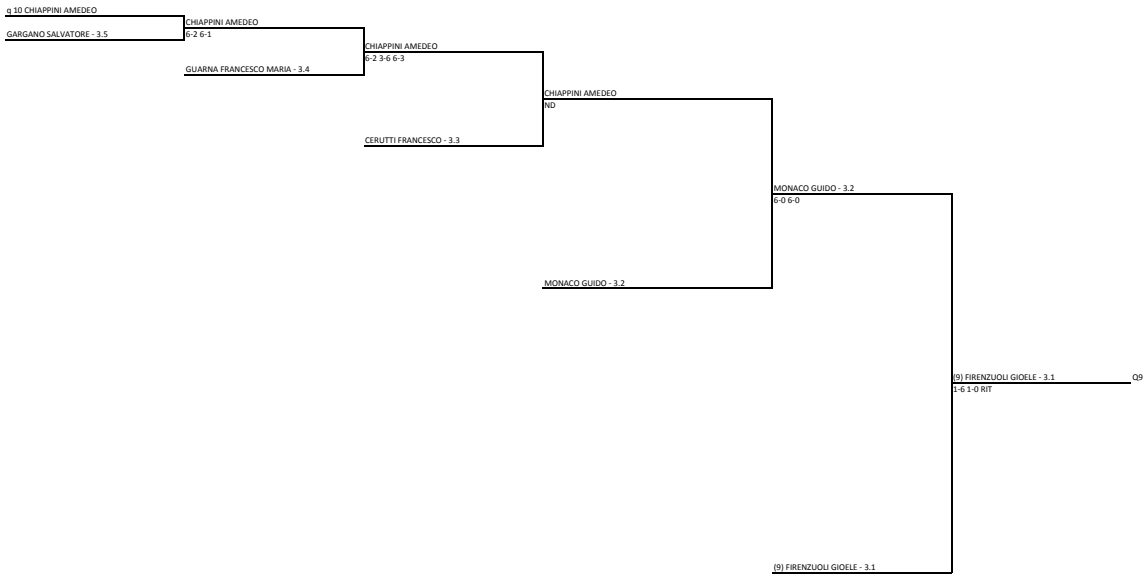 q 10 CHIAPPINI AMEDEO
CHIAPPINI AMEDEO
GARGANO SALVATORE - 3.5
6-2 6-1
CHIAPPINI AMEDEO
6-2 3-6 6-3
GUARNA FRANCESCO MARIA - 3.4
CHIAPPINI AMEDEO
ND
CERUTTI FRANCESCO - 3.3
MONACO GUIDO - 3.2
6-0 6-0
MONACO GUIDO - 3.2
(9) FIRENZUOLI GIOELE - 3.1
Q9
1-6 1-0 RIT
(9) FIRENZUOLI GIOELE - 3.1